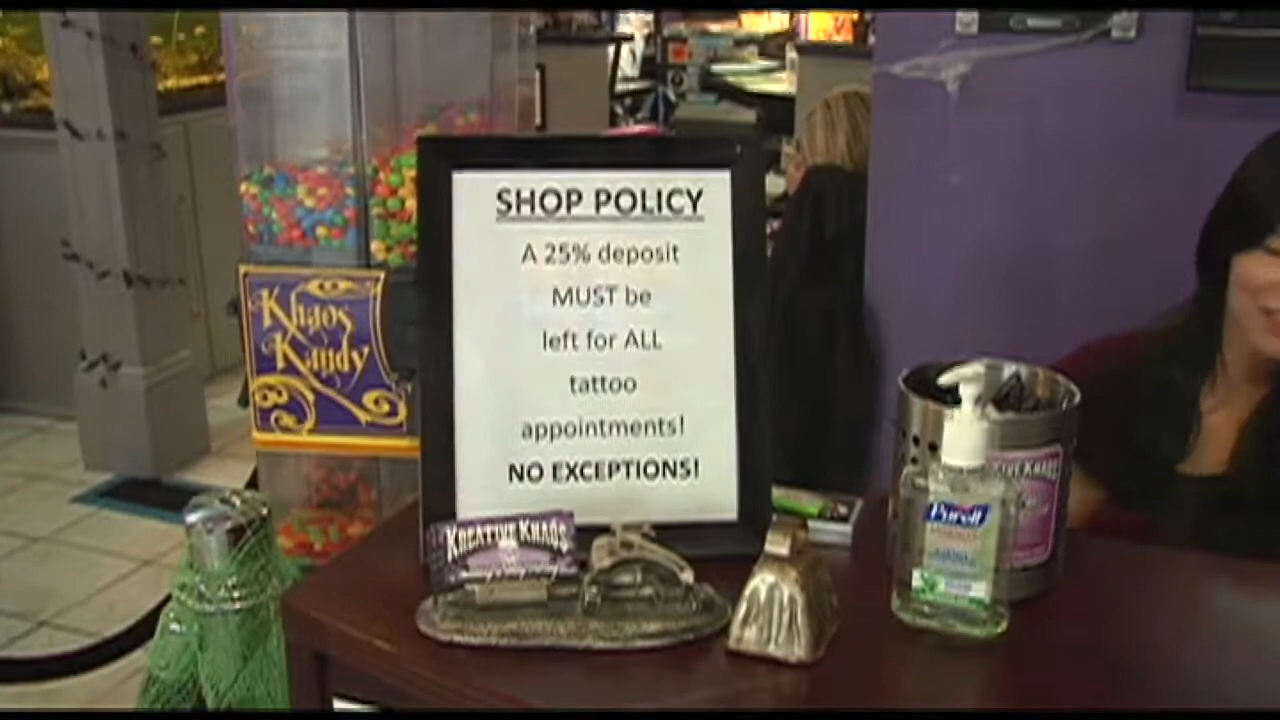 SHOP POLICY
A 25% deposit
MUST be
left for ALL
tattoo
appointments!
NO EXCEPTIONS!
Khaos
Kandy
KREATIVE KHAOS
Purell